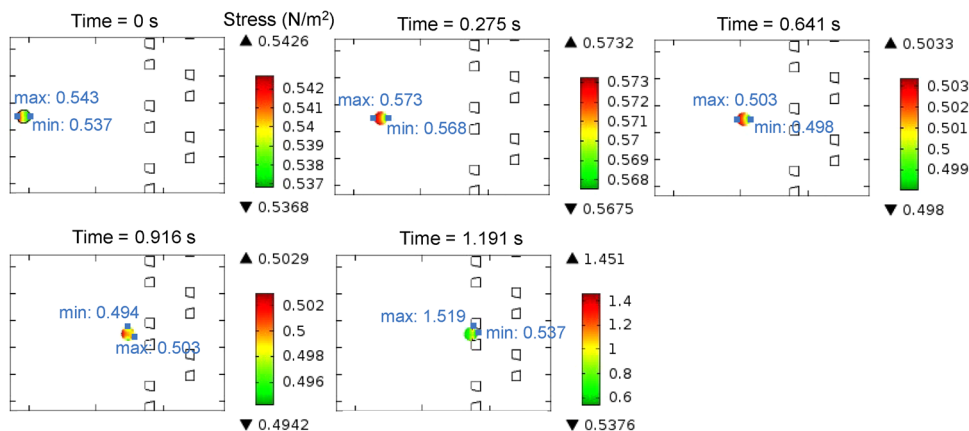 Time = 0 s
Stress (N/m²)
▲ 0.5426
max: 0.543
min: 0.537
0.542
0.541
0.54
0.539
0.538
0.537
▼ 0.5368
Time = 0.275 s
▲ 0.5732
max: 0.573
min: 0.568
0.573
0.572
0.571
0.57
0.569
0.568
▼ 0.5675
Time = 0.641 s
▲ 0.5033
max: 0.503
min: 0.498
0.503
0.502
0.501
0.5
0.499
▼ 0.498
Time = 0.916 s
▲ 0.5029
min: 0.494
max: 0.503
0.502
0.5
0.498
0.496
▼ 0.4942
Time = 1.191 s
▲ 1.451
max: 1.519
min: 0.537
1.4
1.2
1
0.8
0.6
▼ 0.5376